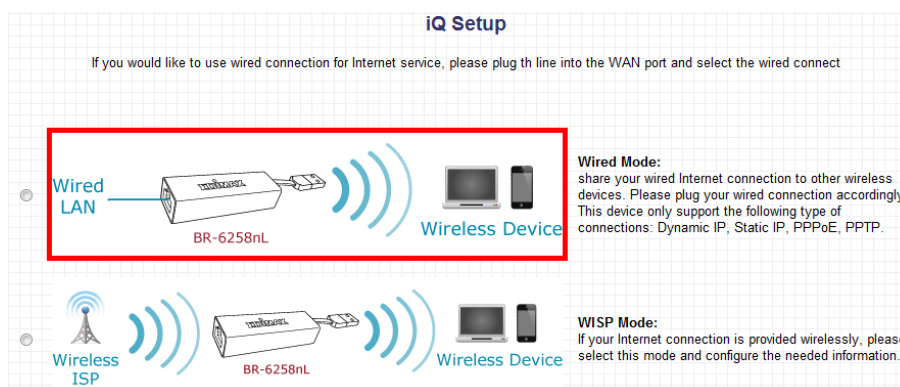 iQ Setup
If you would like to use wired connection for Internet service, please plug th line into the WAN port and select the wired connect
Wired
LAN
EDIMAX
BR-6258nL
Wireless Device
Wired Mode:
share your wired Internet connection to other wireless
devices. Please plug your wired connection accordingly
This device only support the following type of
connections: Dynamic IP, Static IP, PPPoE, PPTP.
Wireless
ISP
EDIMAX
BR-6258nL
Wireless Device
WISP Mode:
If your Internet connection is provided wirelessly, please
select this mode and configure the needed information.